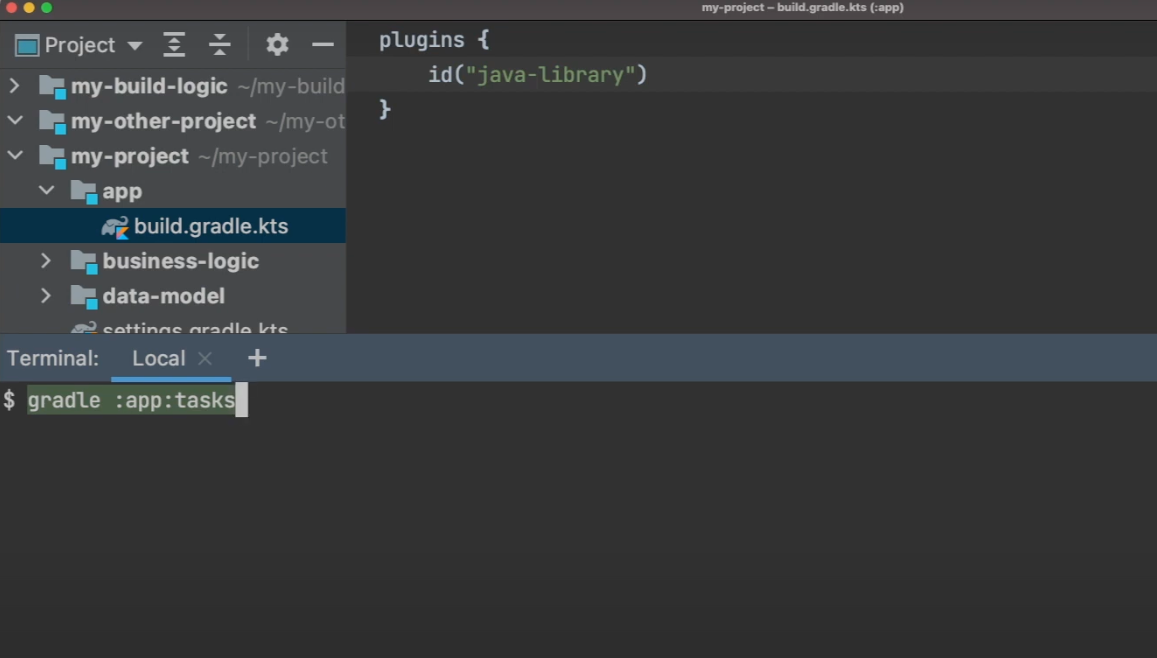 my-project – build.gradle.kts (:app)
Project
my-build-logic ~/my-build
my-other-project ~/my-ot
my-project ~/my-project
app
build.gradle.kts
business-logic
data-model
settings.gradle.kts
plugins {
id("java-library")
}
Terminal: Local × +
$ gradle :app:tasks